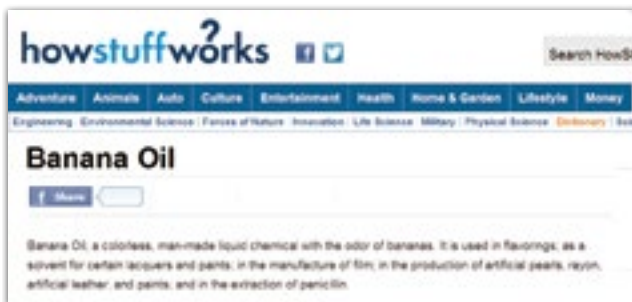 howstuffworks
Search HowS
Adventure Animals Auto Culture Entertainment Health Home & Garden Lifestyle Money
Engineering Environmental Science Forces of Nature Innovation Life Science Military Physical Science Dictionary
Banana Oil
Share
Banana Oil, a colorless, man-made liquid chemical with the odor of bananas. It is used in flavorings; as a
solvent for certain lacquers and paints; in the manufacture of film; in the production of artificial pearls, rayon,
artificial leather, and paints; and in the extraction of penicillin.